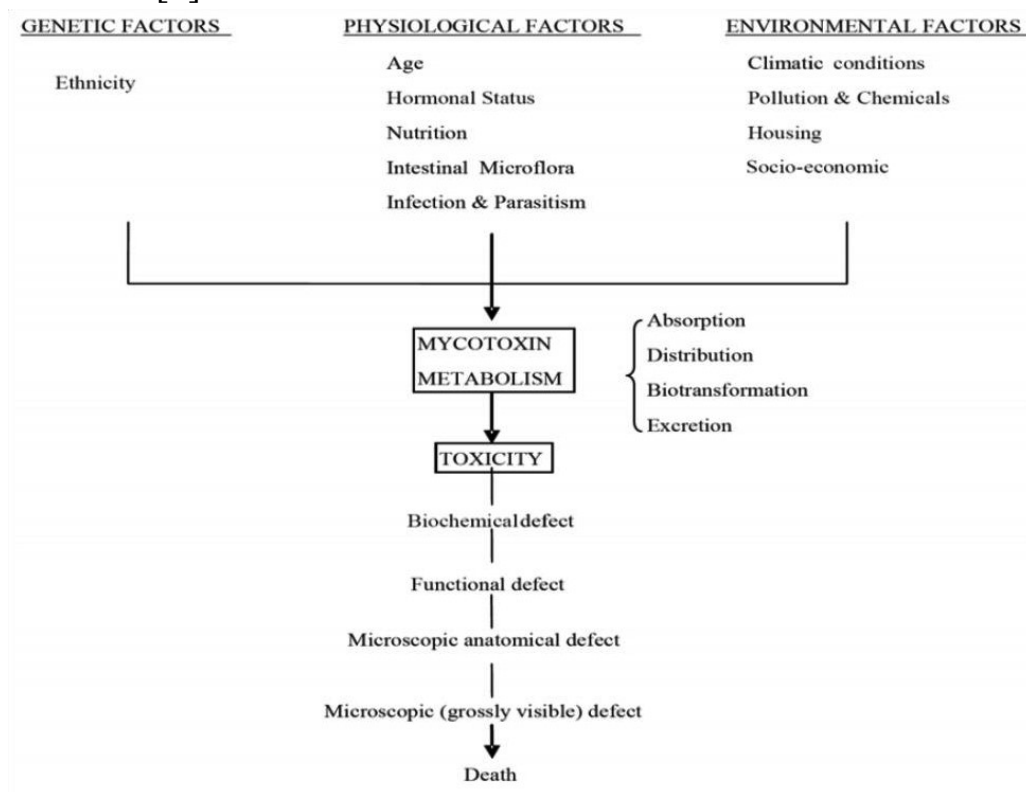 GENETIC FACTORS
Ethnicity
PHYSIOLOGICAL FACTORS
Age
Hormonal Status
Nutrition
Intestinal Microflora
Infection & Parasitism
ENVIRONMENTAL FACTORS
Climatic conditions
Pollution & Chemicals
Housing
Socio-economic
MYCOTOXIN
METABOLISM
Absorption
Distribution
Biotransformation
Excretion
TOXICITY
Biochemical defect
Functional defect
Microscopic anatomical defect
Microscopic (grossly visible) defect
Death